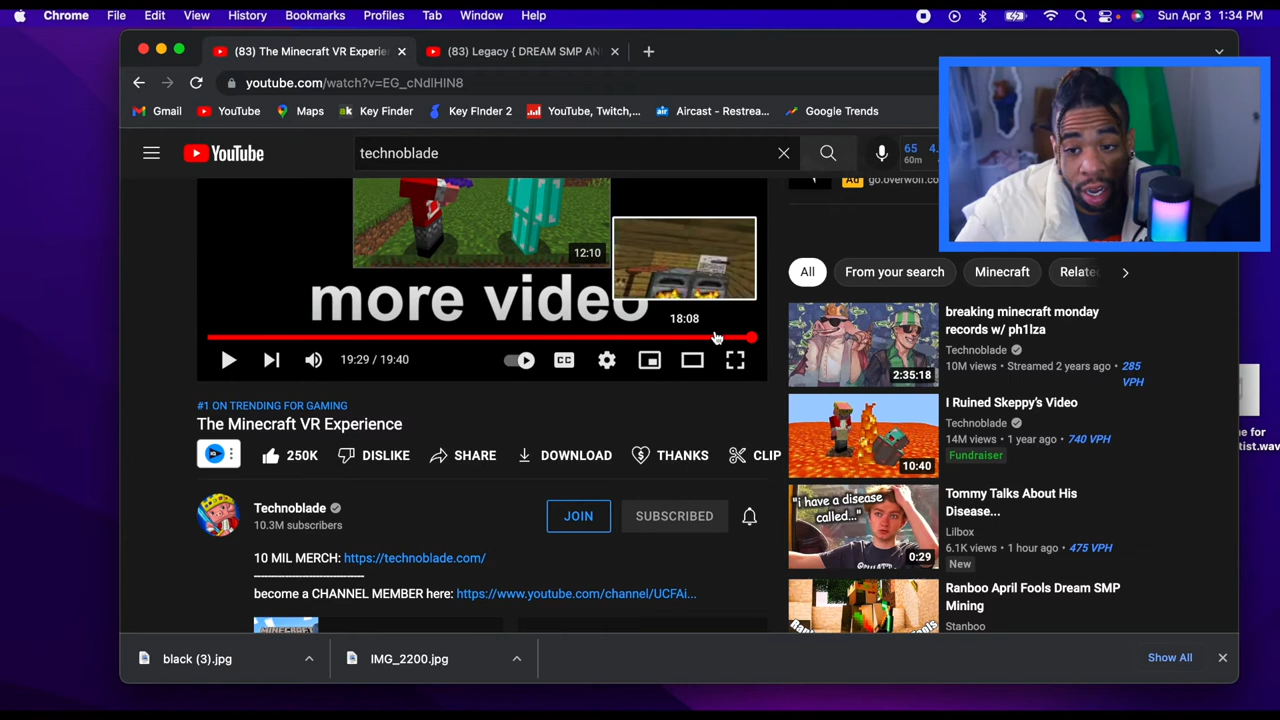 Chrome File Edit View History Bookmarks Profiles Tab Window Help Sun Apr 3 1:34 PM
(83) The Minecraft VR Experie
(83) Legacy { DREAM SMP AN
youtube.com/watch?v=EG_cNdlHIN8
Gmail YouTube Maps Key Finder Key FInder 2 YouTube, Twitch,... Aircast - Restrea... Google Trends
YouTube
technoblade
65 4.
60m
Ad go.overwolf.co
12:10
more video
18:08
19:29 / 19:40
CC
#1 ON TRENDING FOR GAMING
The Minecraft VR Experience
250K DISLIKE SHARE DOWNLOAD THANKS CLIP
Technoblade
10.3M subscribers
JOIN
SUBSCRIBED
10 MIL MERCH: https://technoblade.com/
---------------------------------
become a CHANNEL MEMBER here: https://www.youtube.com/channel/UCFAi...
All From your search Minecraft Relate
breaking minecraft monday
records w/ ph1lza
Technoblade
10M views • Streamed 2 years ago • 285
VPH
2:35:18
I Ruined Skeppy's Video
Technoblade
14M views • 1 year ago • 740 VPH
Fundraiser
10:40
"i have a disease
called..."
0:29
Tommy Talks About His
Disease...
Lilbox
6.1K views • 1 hour ago • 475 VPH
New
Ranboo April Fools Dream SMP
Mining
Stanboo
me for
tist.wav
black (3).jpg
IMG_2200.jpg
Show All